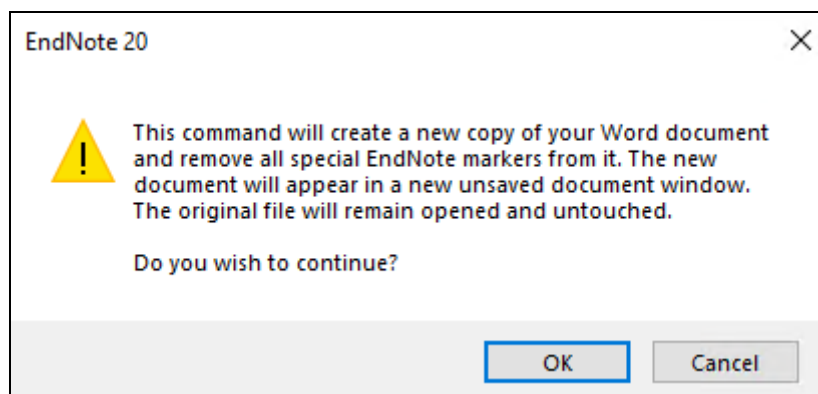 EndNote 20
This command will create a new copy of your Word document
and remove all special EndNote markers from it. The new
document will appear in a new unsaved document window.
The original file will remain opened and untouched.
Do you wish to continue?
OK
Cancel